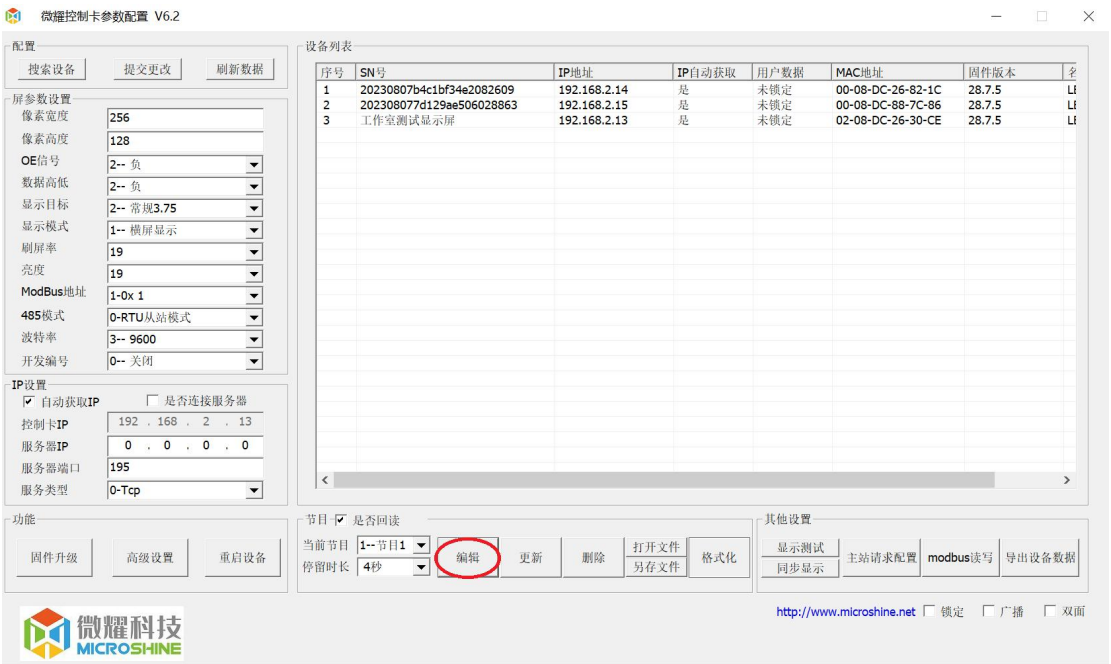 微耀控制卡参数配置 V6.2
配置
搜索设备 提交更改 刷新数据
屏参数设置
像素宽度 256
像素高度 128
OE信号 2-- 负
数据高低 2-- 负
显示目标 2-- 常规3.75
显示模式 1-- 横屏显示
刷屏率 19
亮度 19
ModBus地址 1-0x 1
485模式 0-RTU从站模式
波特率 3-- 9600
开发编号 0-- 关闭
IP设置
自动获取IP 是否连接服务器
控制卡IP 192 . 168 . 2 . 13
服务器IP 0 . 0 . 0 . 0
服务器端口 195
服务类型 0-Tcp
功能
固件升级 高级设置 重启设备
设备列表
序号 SN号 IP地址 IP自动获取 用户数据 MAC地址 固件版本
1 20230807b4c1bf34e2082609 192.168.2.14 是 未锁定 00-08-DC-26-82-1C 28.7.5
2 202308077d129ae506028863 192.168.2.15 是 未锁定 00-08-DC-88-7C-86 28.7.5
3 工作室测试显示屏 192.168.2.13 是 未锁定 02-08-DC-26-30-CE 28.7.5
节目 是否回读
当前节目 1--节目1
停留时长 4秒
编辑 更新 删除 打开文件 另存文件 格式化
其他设置
显示测试 同步显示 主站请求配置 modbus读写 导出设备数据
http://www.microshine.net 锁定 广播 双面
微耀科技
MICROSHINE